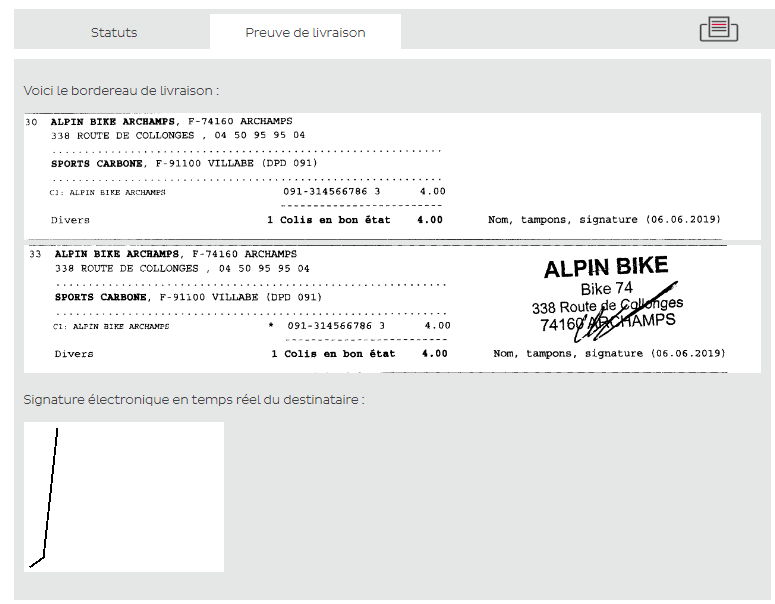 Statuts
Preuve de livraison
Voici le bordereau de livraison :
30 ALPIN BIKE ARCHAMPS, F-74160 ARCHAMPS
338 ROUTE DE COLLONGES , 04 50 95 95 04
SPORTS CARBONE, F-91100 VILLABE (DPD 091)
C1: ALPIN BIKE ARCHAMPS 091-314566786 3 4.00
Divers 1 Colis en bon état 4.00 Nom, tampons, signature (06.06.2019)
33 ALPIN BIKE ARCHAMPS, F-74160 ARCHAMPS
338 ROUTE DE COLLONGES , 04 50 95 95 04
SPORTS CARBONE, F-91100 VILLABE (DPD 091)
C1: ALPIN BIKE ARCHAMPS * 091-314566786 3 4.00
Divers 1 Colis en bon état 4.00 Nom, tampons, signature (06.06.2019)
ALPIN BIKE
Bike 74
338 Route de Collonges
74160 ARCHAMPS
Signature électronique en temps réel du destinataire :